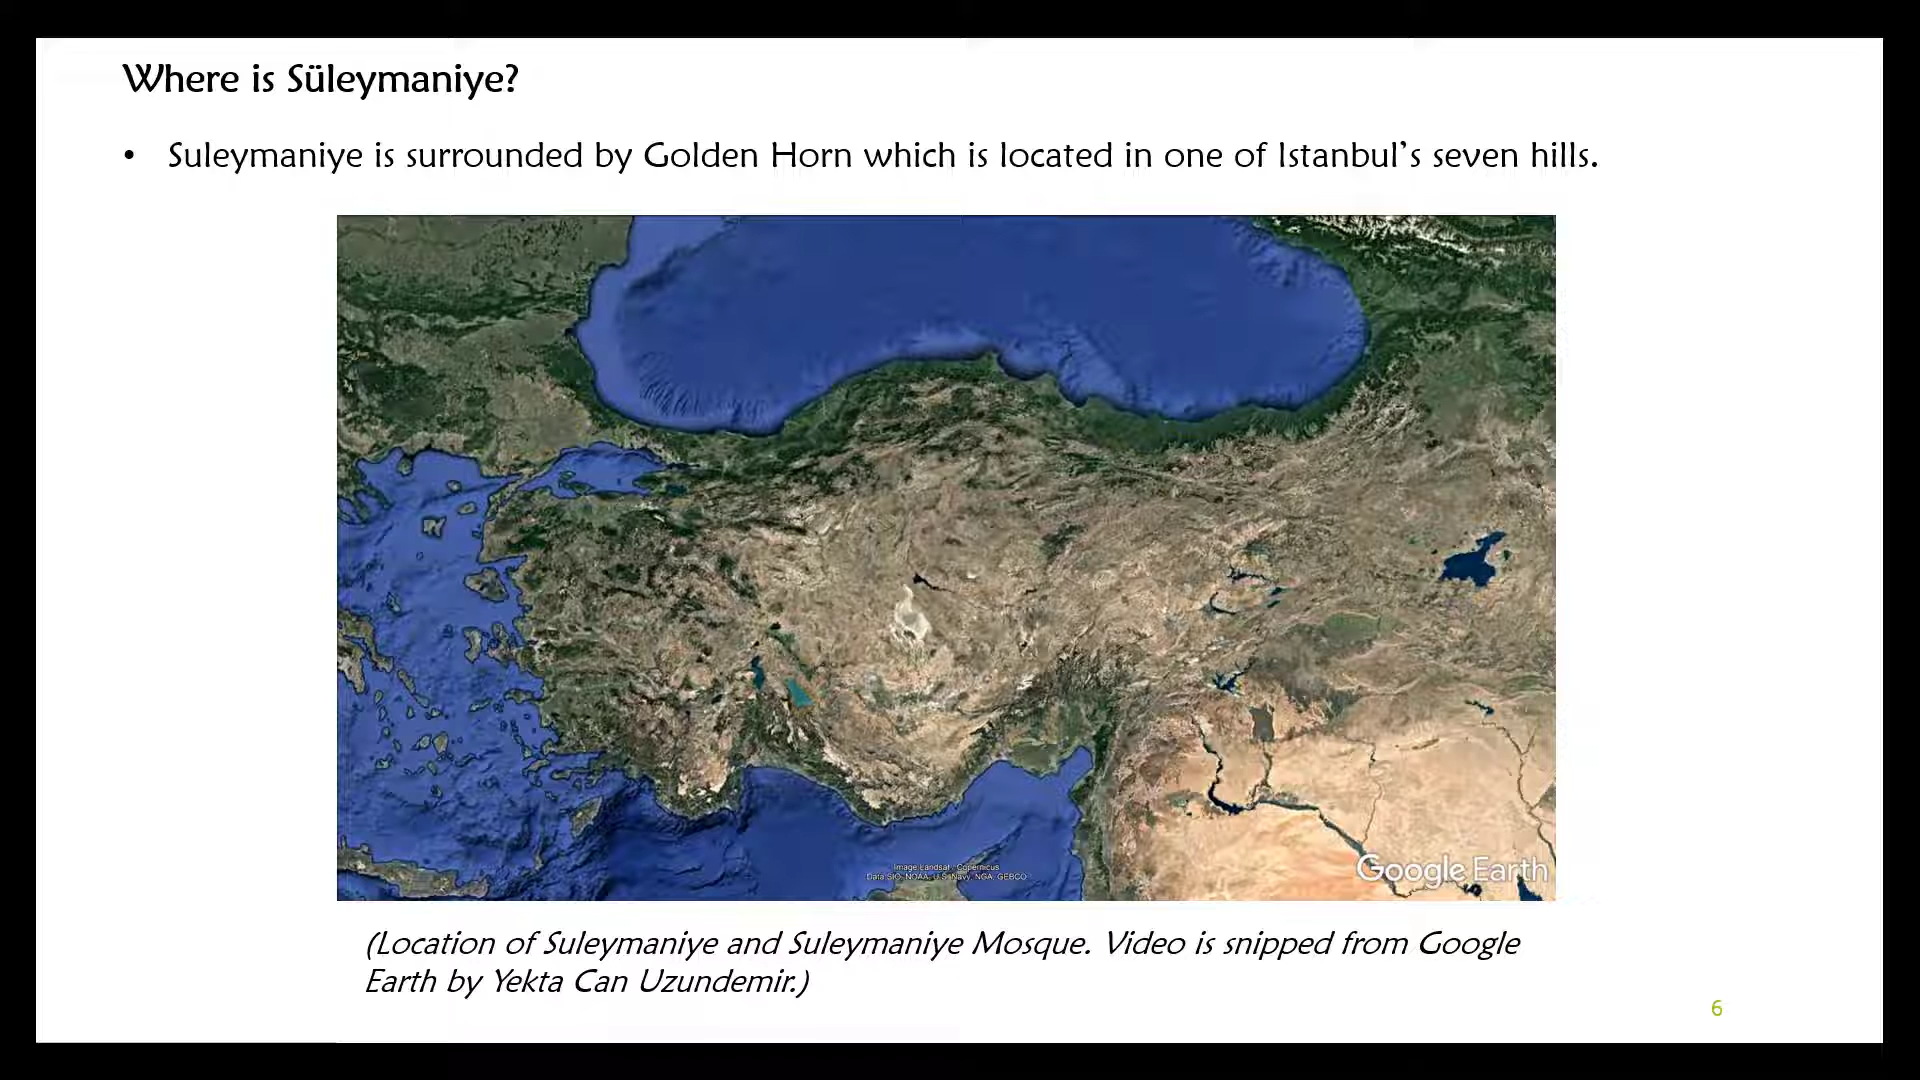 Where is Süleymaniye?
• Suleymaniye is surrounded by Golden Horn which is located in one of Istanbul's seven hills.
Image Landsat / Copernicus
Data SIO, NOAA, U.S. Navy, NGA, GEBCO
Google Earth
(Location of Suleymaniye and Suleymaniye Mosque. Video is snipped from Google
Earth by Yekta Can Uzundemir.)
6